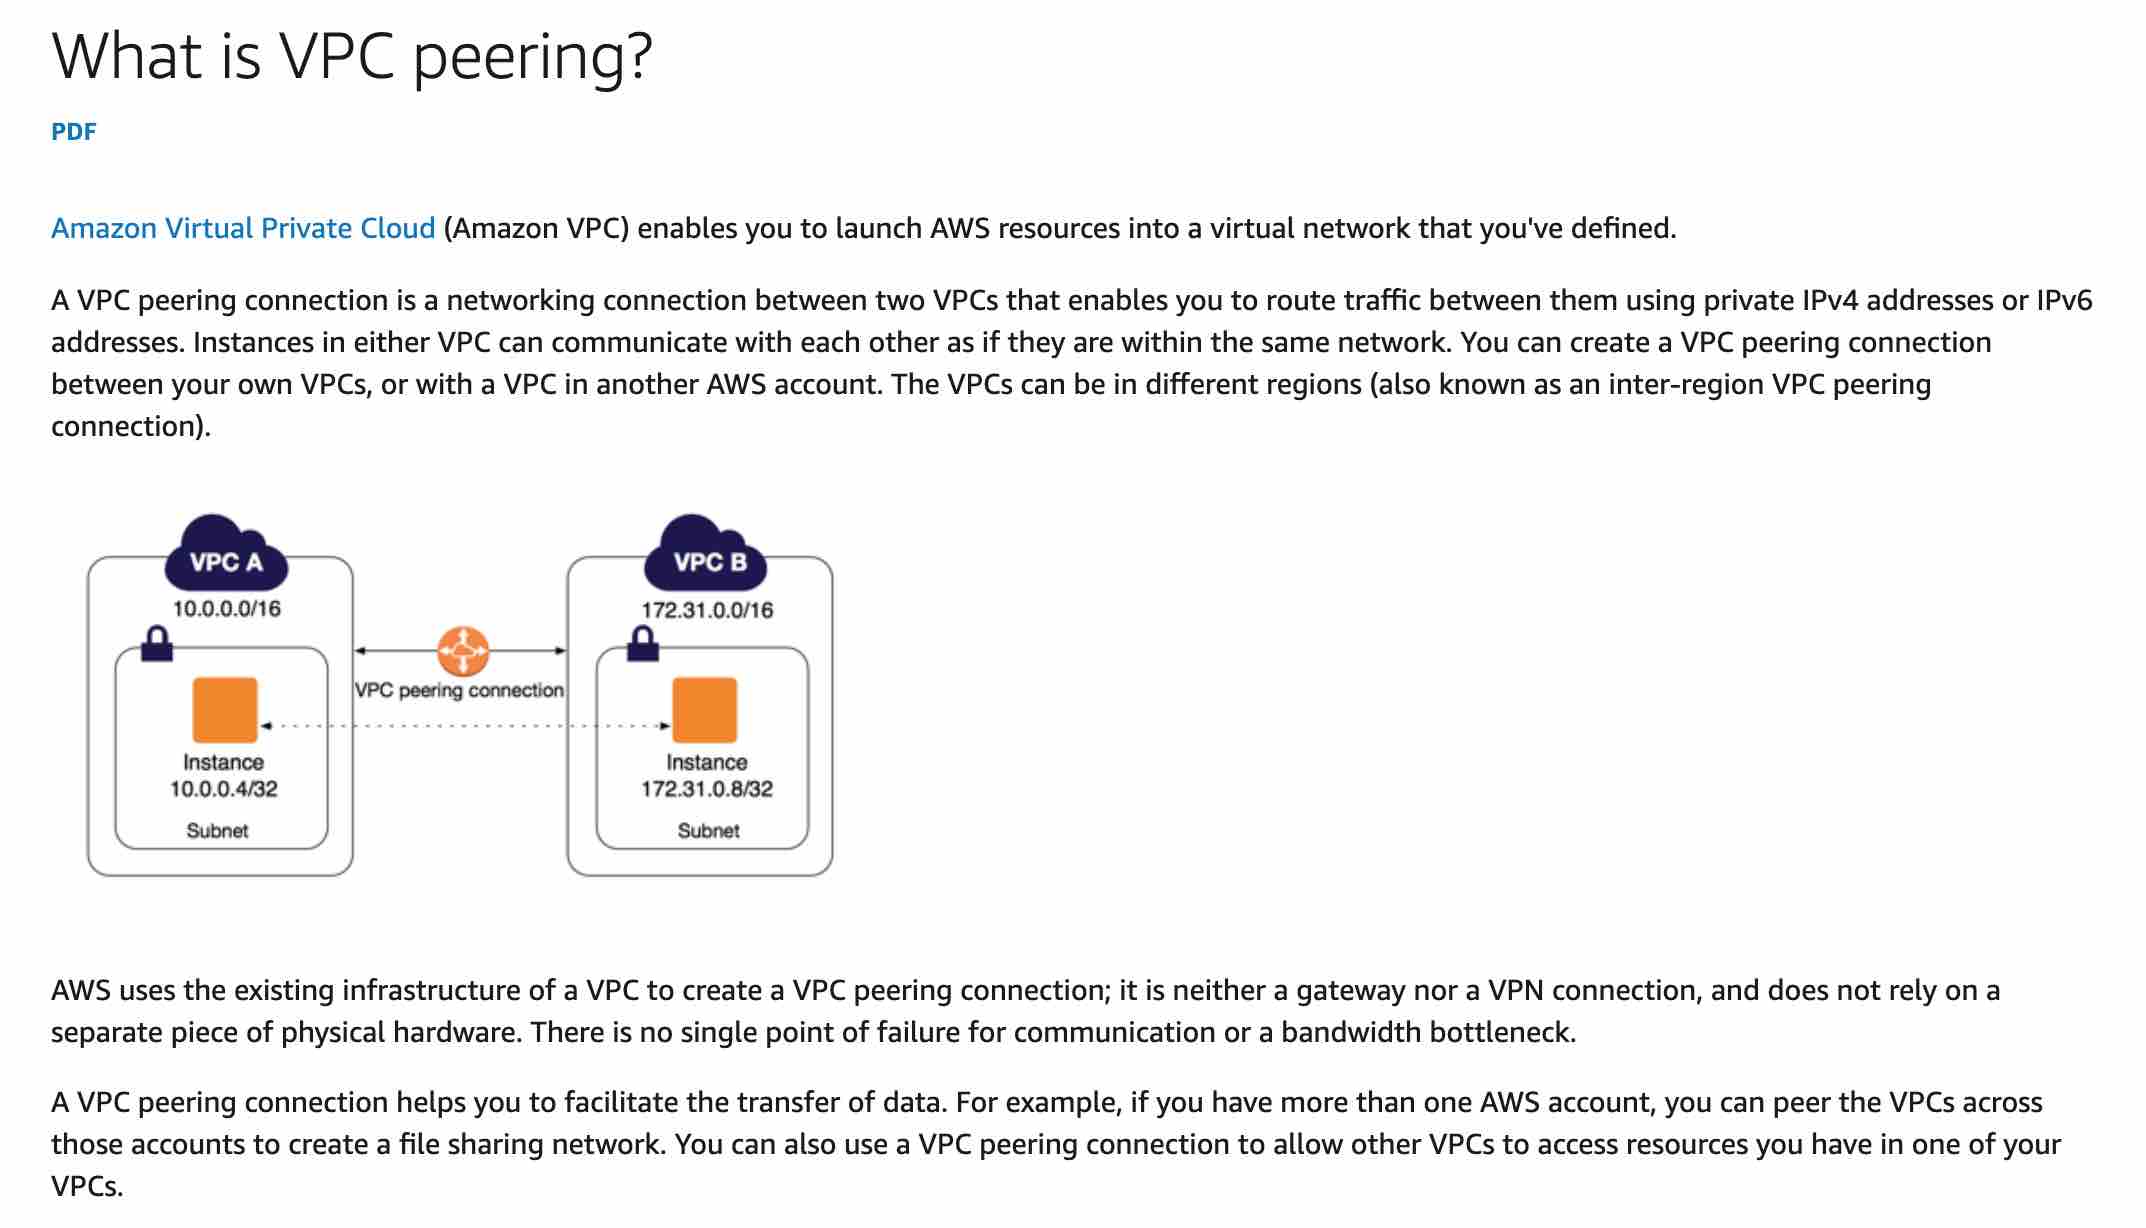 What is VPC peering?
PDF
Amazon Virtual Private Cloud (Amazon VPC) enables you to launch AWS resources into a virtual network that you've defined.
A VPC peering connection is a networking connection between two VPCs that enables you to route traffic between them using private IPv4 addresses or IPv6
addresses. Instances in either VPC can communicate with each other as if they are within the same network. You can create a VPC peering connection
between your own VPCs, or with a VPC in another AWS account. The VPCs can be in different regions (also known as an inter-region VPC peering
connection).
VPC A
10.0.0.0/16
Instance
10.0.0.4/32
Subnet
VPC peering connection
VPC B
172.31.0.0/16
Instance
172.31.0.8/32
Subnet
AWS uses the existing infrastructure of a VPC to create a VPC peering connection; it is neither a gateway nor a VPN connection, and does not rely on a
separate piece of physical hardware. There is no single point of failure for communication or a bandwidth bottleneck.
A VPC peering connection helps you to facilitate the transfer of data. For example, if you have more than one AWS account, you can peer the VPCs across
those accounts to create a file sharing network. You can also use a VPC peering connection to allow other VPCs to access resources you have in one of your
VPCs.